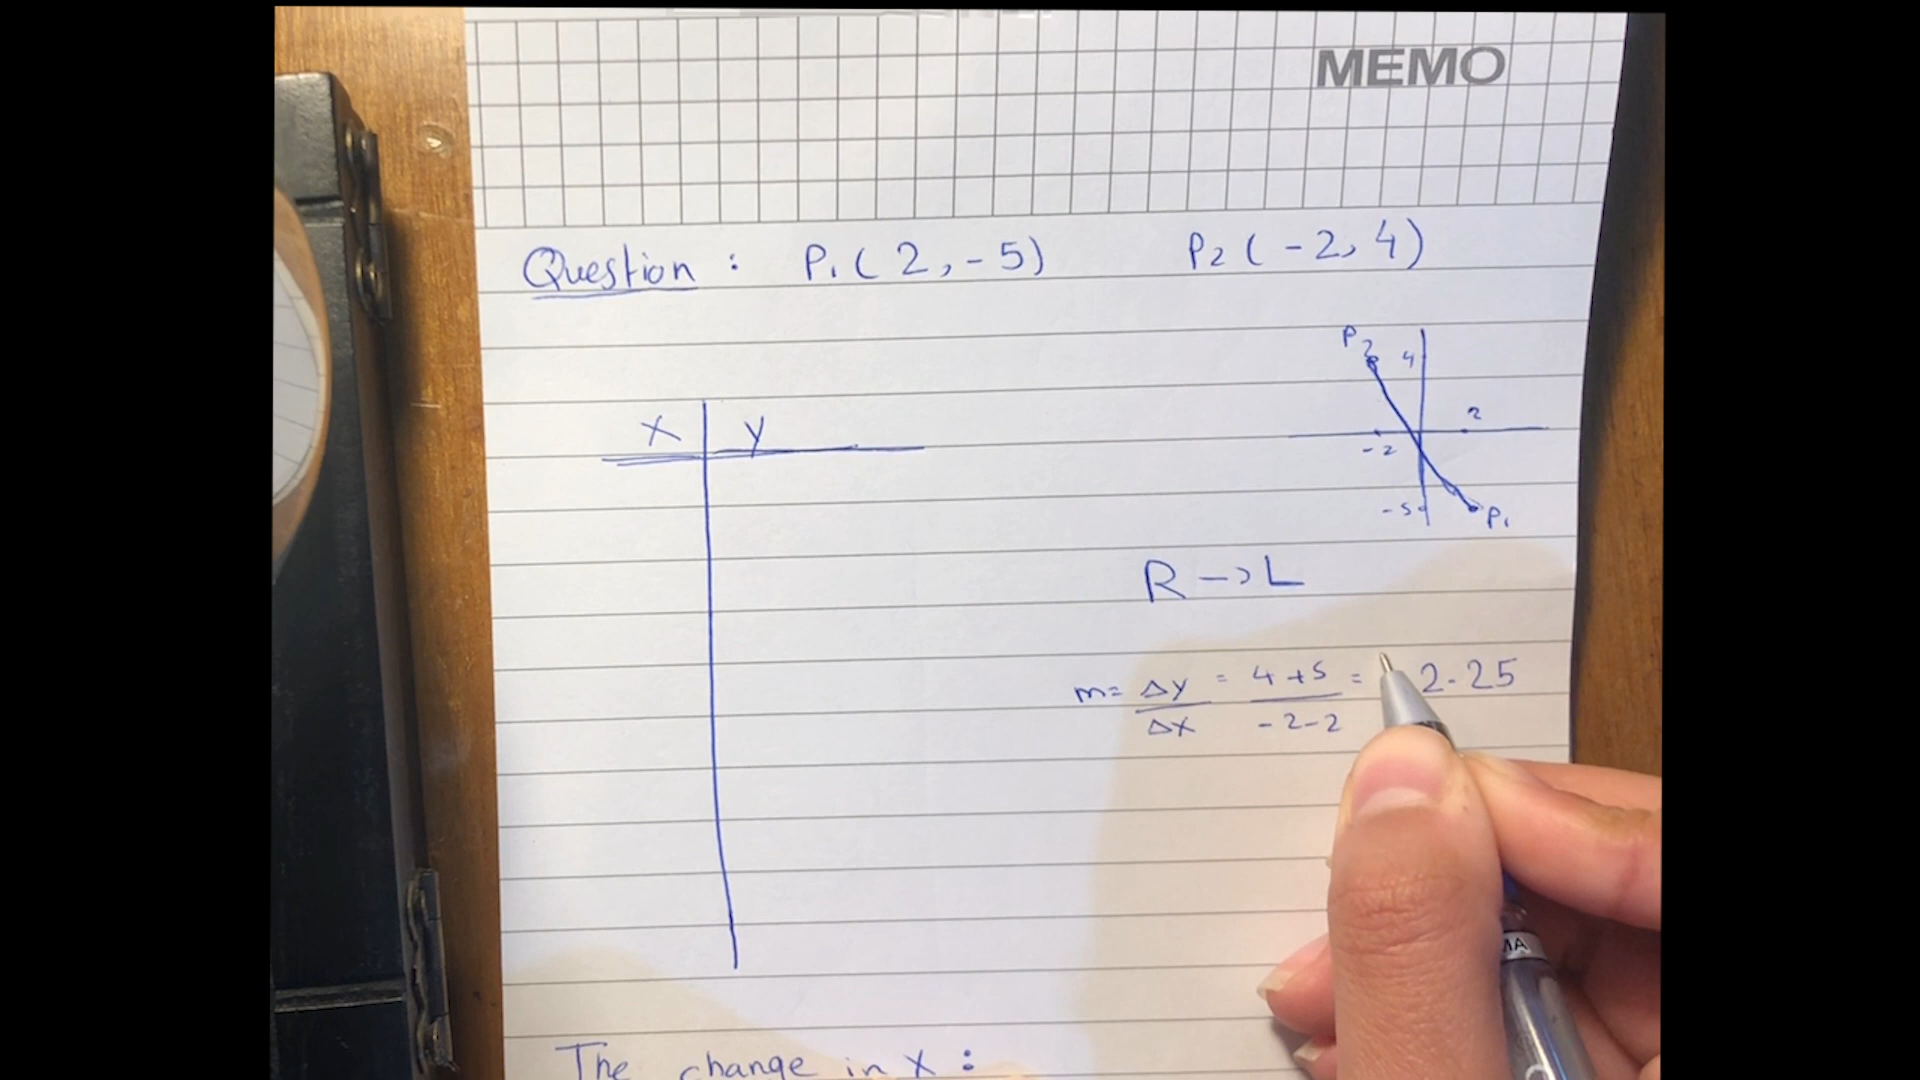 MEMO
Question : P1 ( 2 , - 5 ) P2 ( - 2 , 4 )
P2 4
X Y
2
- 2
- 5
P1
R → L
m = ΔY/ΔX = 4 + 5/- 2 - 2 = 2.25
MA
The change in X :